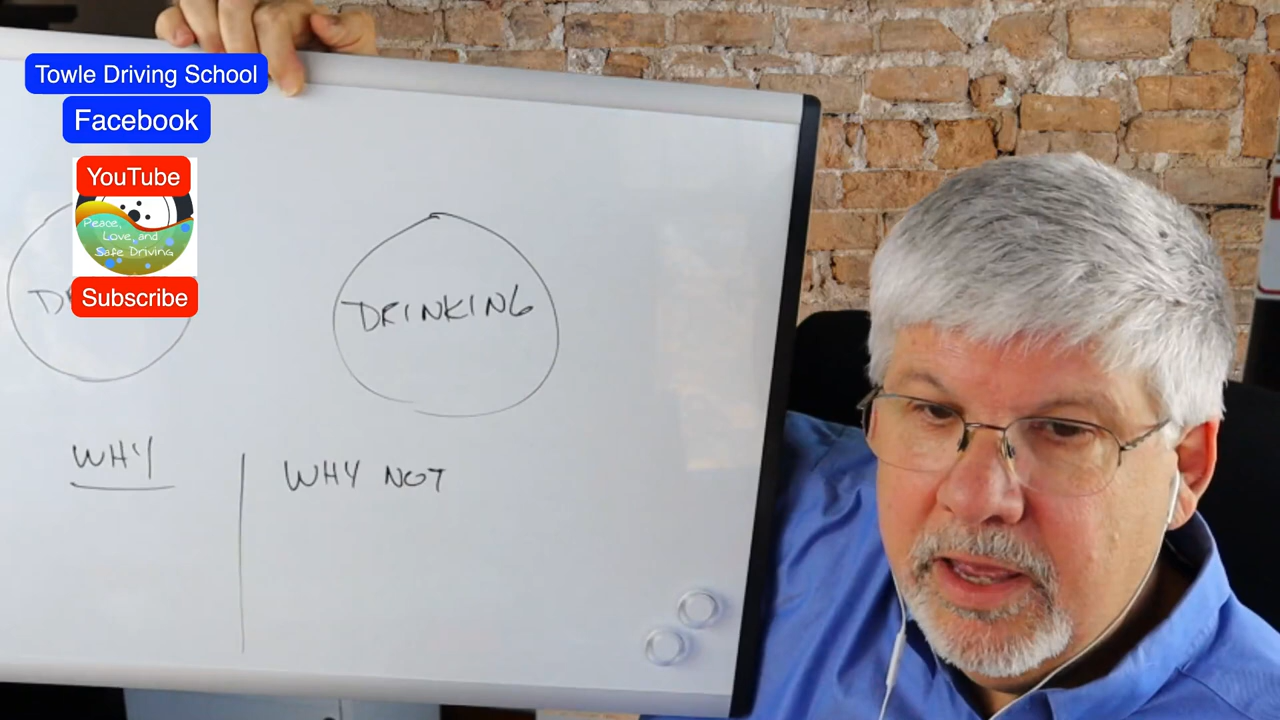 Towle Driving School
Facebook
YouTube
Peace,
Love, and
Safe Driving
Subscribe
DRINKING
WHY
WHY NOT